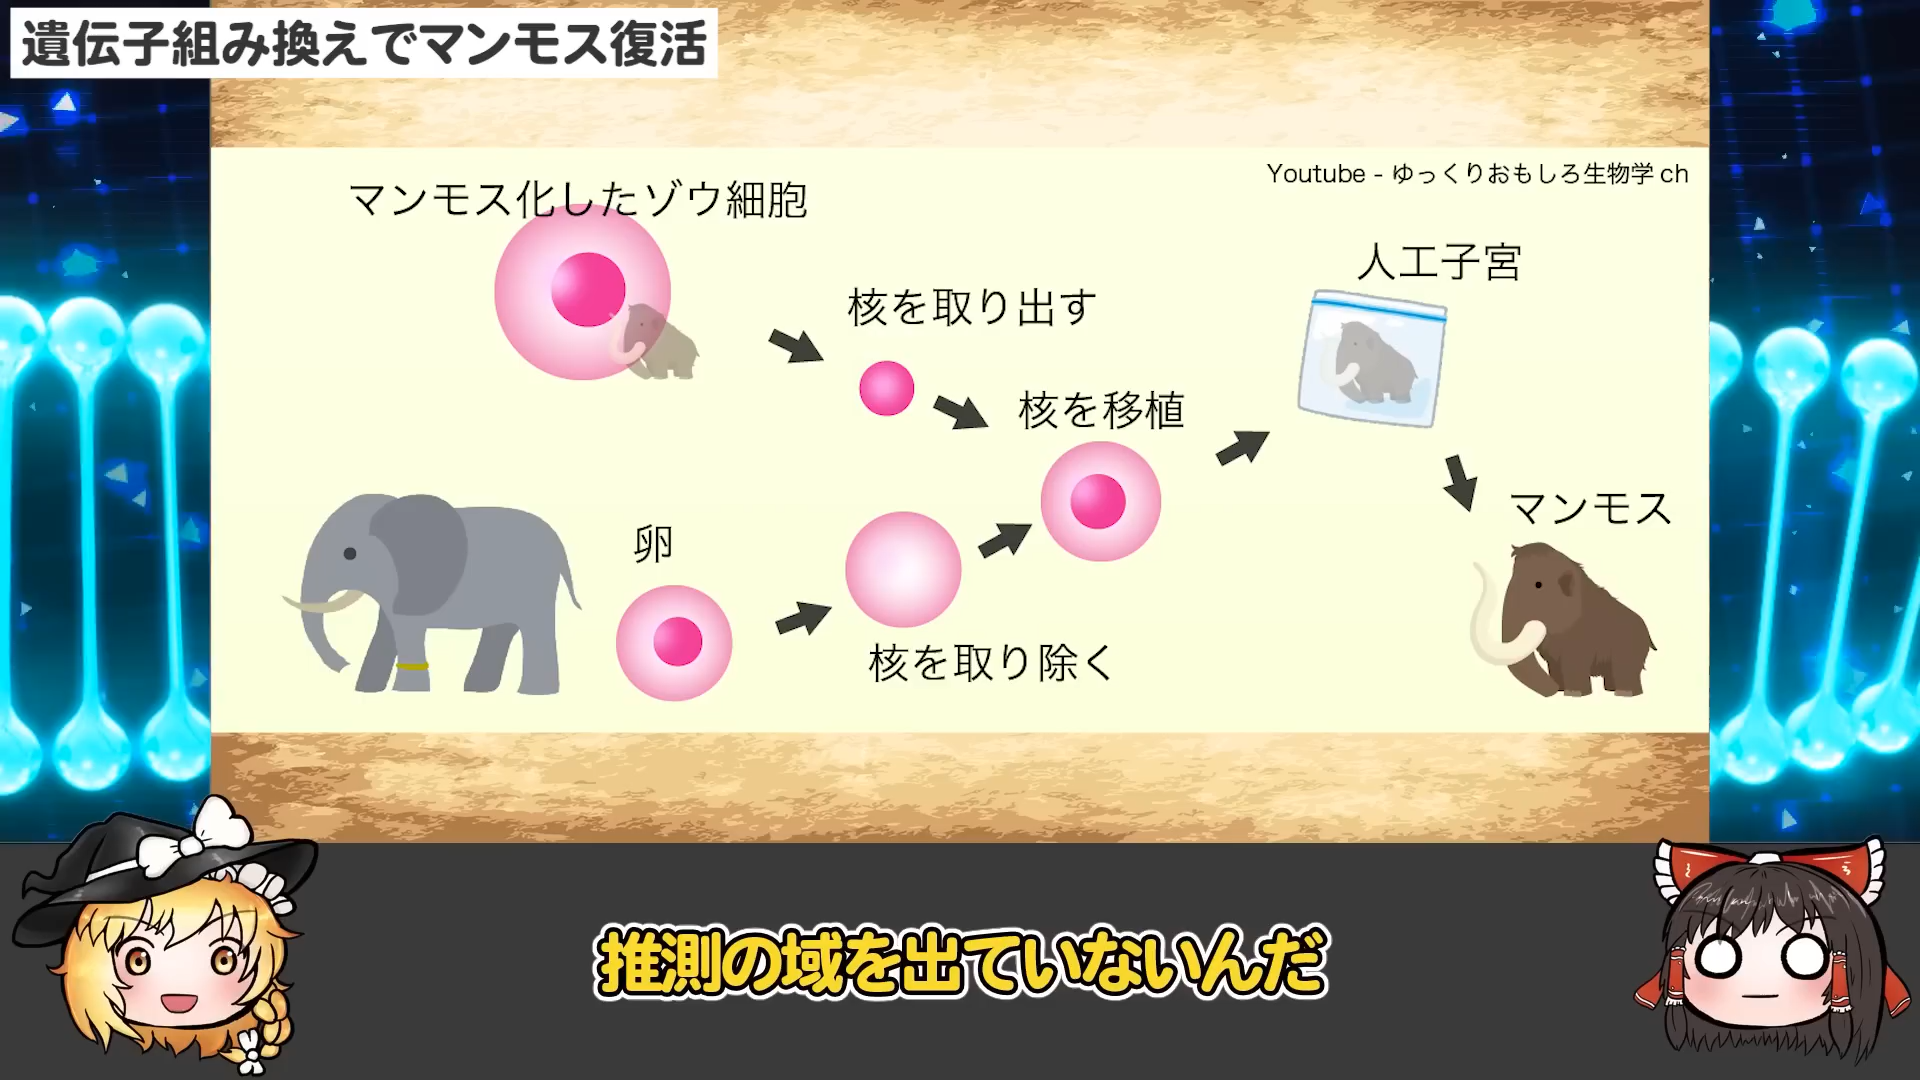 遺伝子組み換えでマンモス復活
Youtube - ゆっくりおもしろ生物学 ch
マンモス化したゾウ細胞
人工子宮
核を取り出す
核を移植
マンモス
卵
核を取り除く
推測の域を出ていないんだ